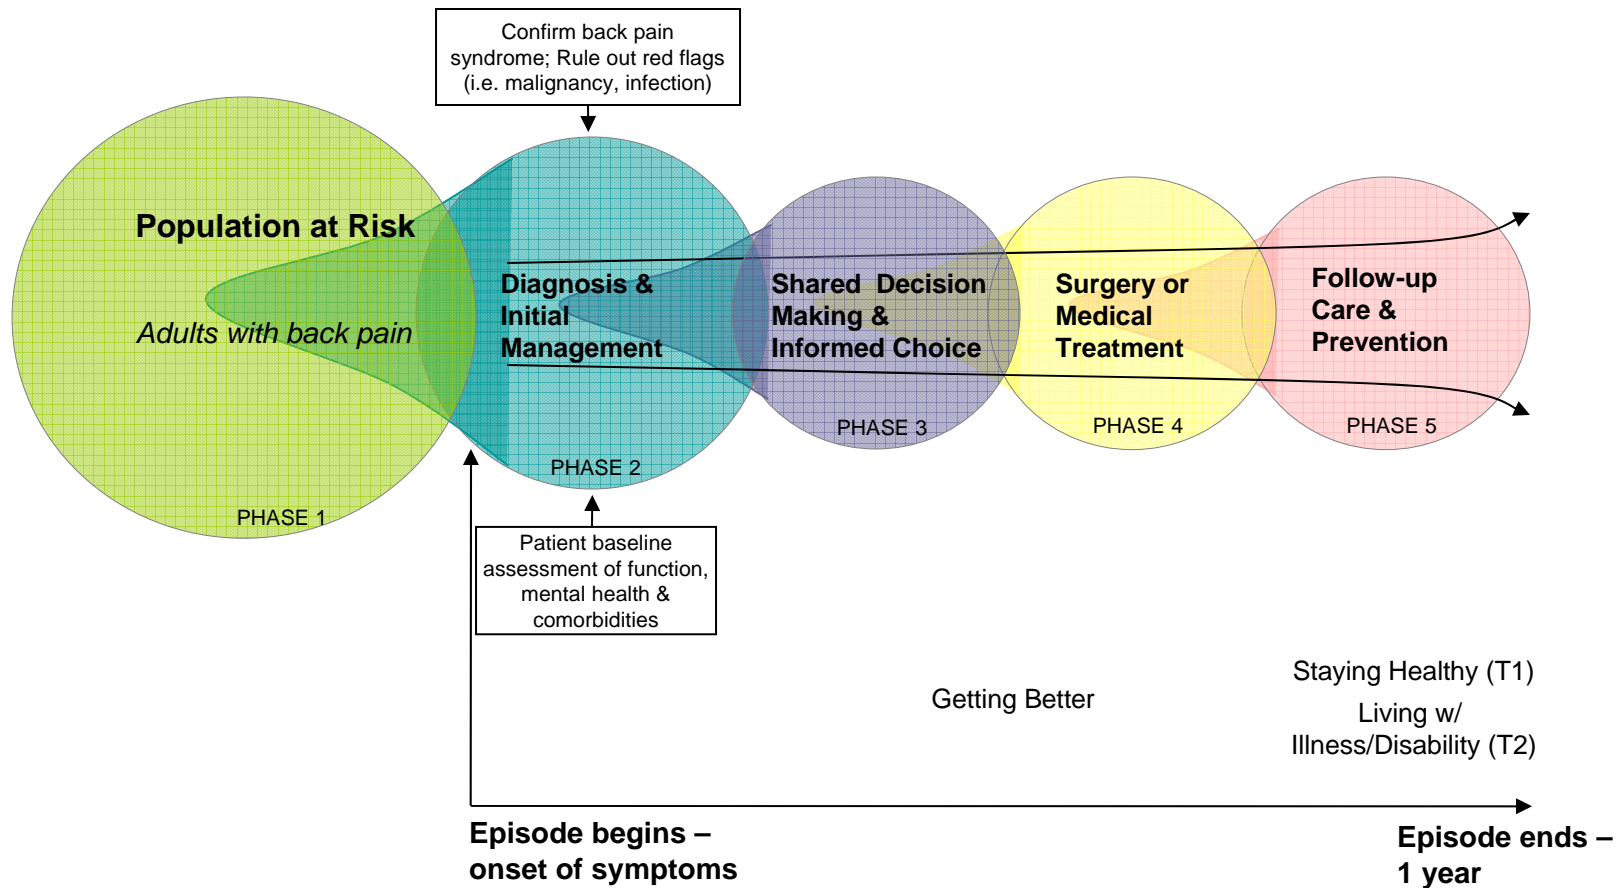 Confirm back pain
syndrome; Rule out red flags
(i.e. malignancy, infection)
Population at Risk
Adults with back pain
PHASE 1
Diagnosis &
Initial
Management
PHASE 2
Shared Decision
Making &
Informed Choice
PHASE 3
Surgery or
Medical
Treatment
PHASE 4
Follow-up
Care &
Prevention
PHASE 5
Patient baseline
assessment of function,
mental health &
comorbidities
Getting Better
Staying Healthy (T1)
Living w/
Illness/Disability (T2)
Episode begins –
onset of symptoms
Episode ends –
1 year